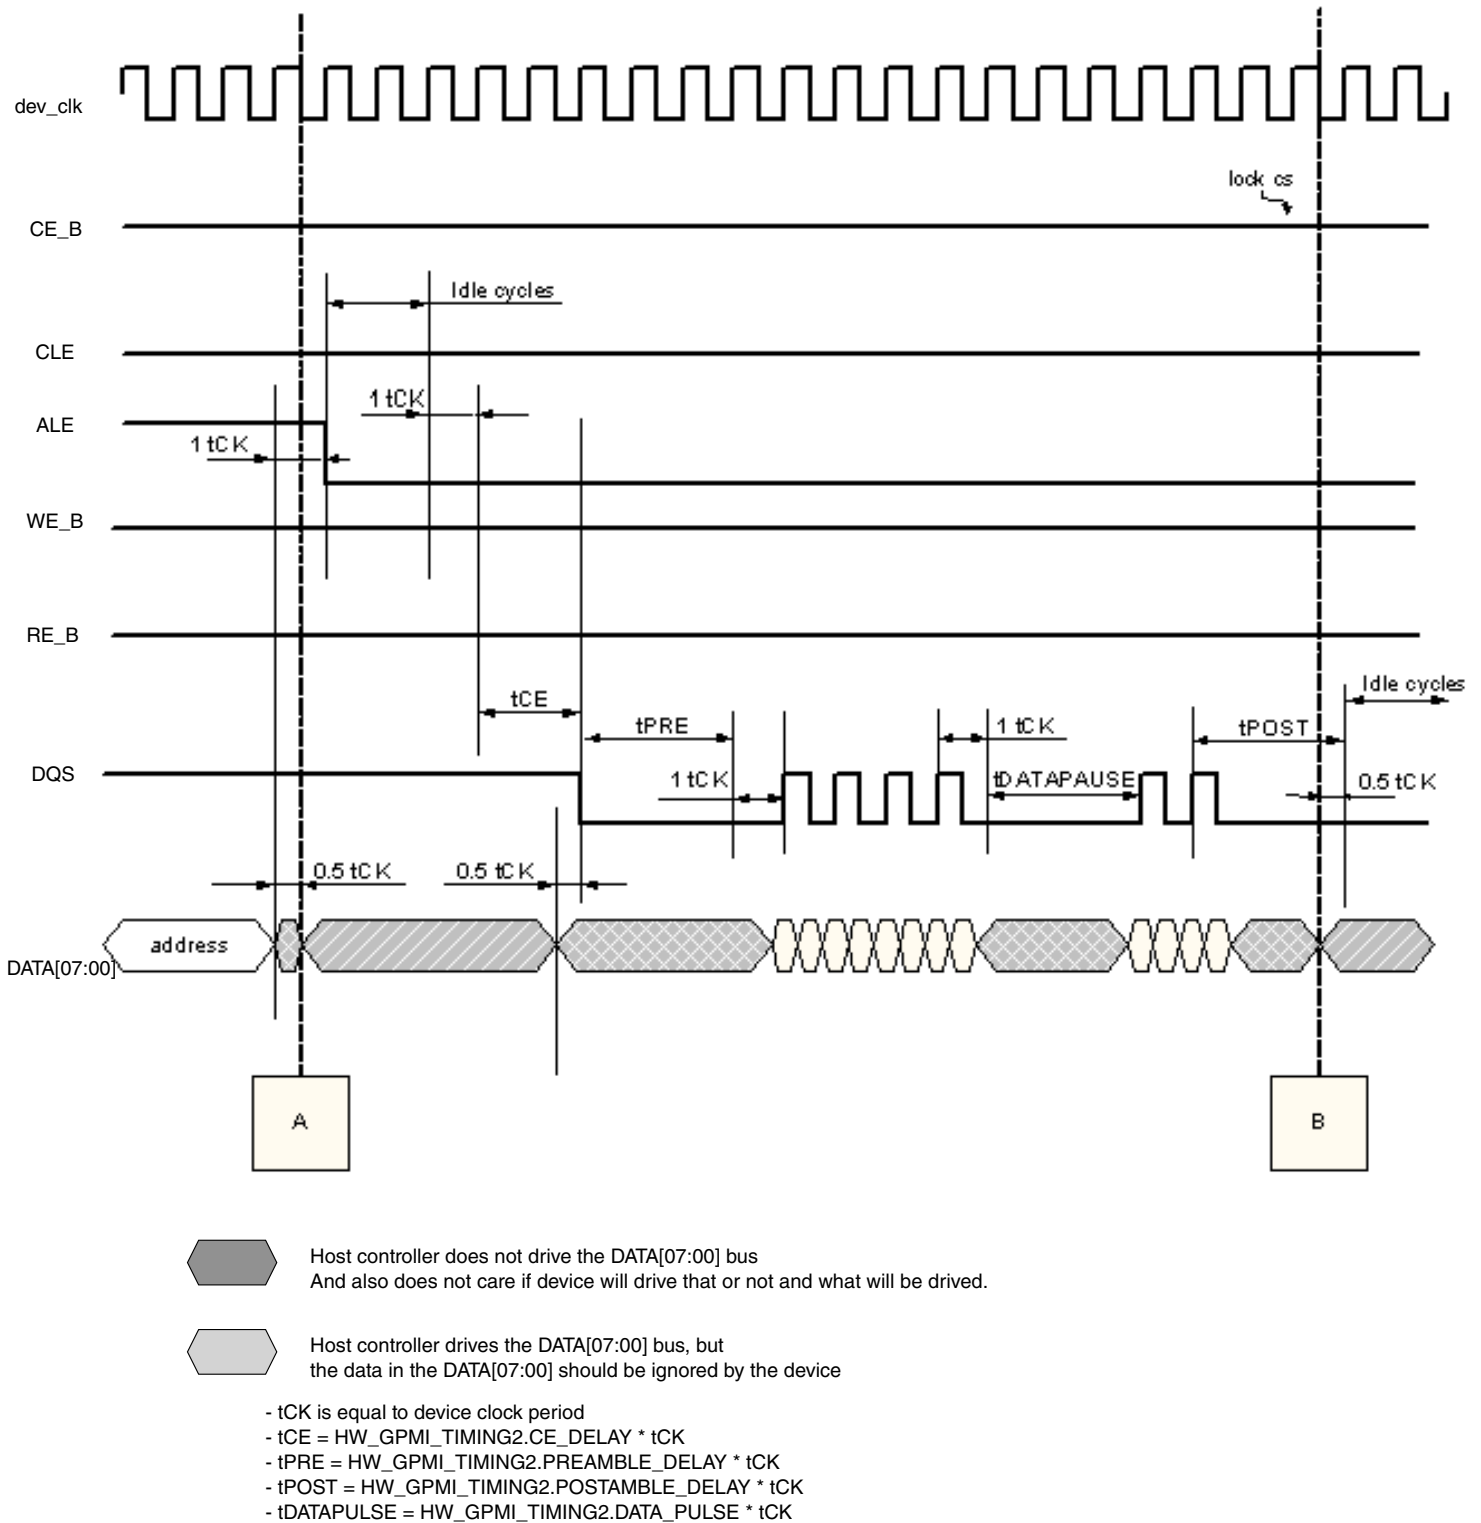 dev_clk
lock cs
CE_B
Idle cycles
CLE
1 tCK
ALE
1 tCK
WE_B
RE_B
Idle cycles
tCE
tPRE
1 tCK
tPOST
DQS
1 tCK
tDATAPAUSE
0.5 tCK
0.5 tCK
0.5 tCK
address
DATA[07:00]
A
B
Host controller does not drive the DATA[07:00] bus
And also does not care if device will drive that or not and what will be drived.
Host controller drives the DATA[07:00] bus, but
the data in the DATA[07:00] should be ignored by the device
- tCK is equal to device clock period
- tCE = HW_GPMI_TIMING2.CE_DELAY * tCK
- tPRE = HW_GPMI_TIMING2.PREAMBLE_DELAY * tCK
- tPOST = HW_GPMI_TIMING2.POSTAMBLE_DELAY * tCK
- tDATAPULSE = HW_GPMI_TIMING2.DATA_PULSE * tCK